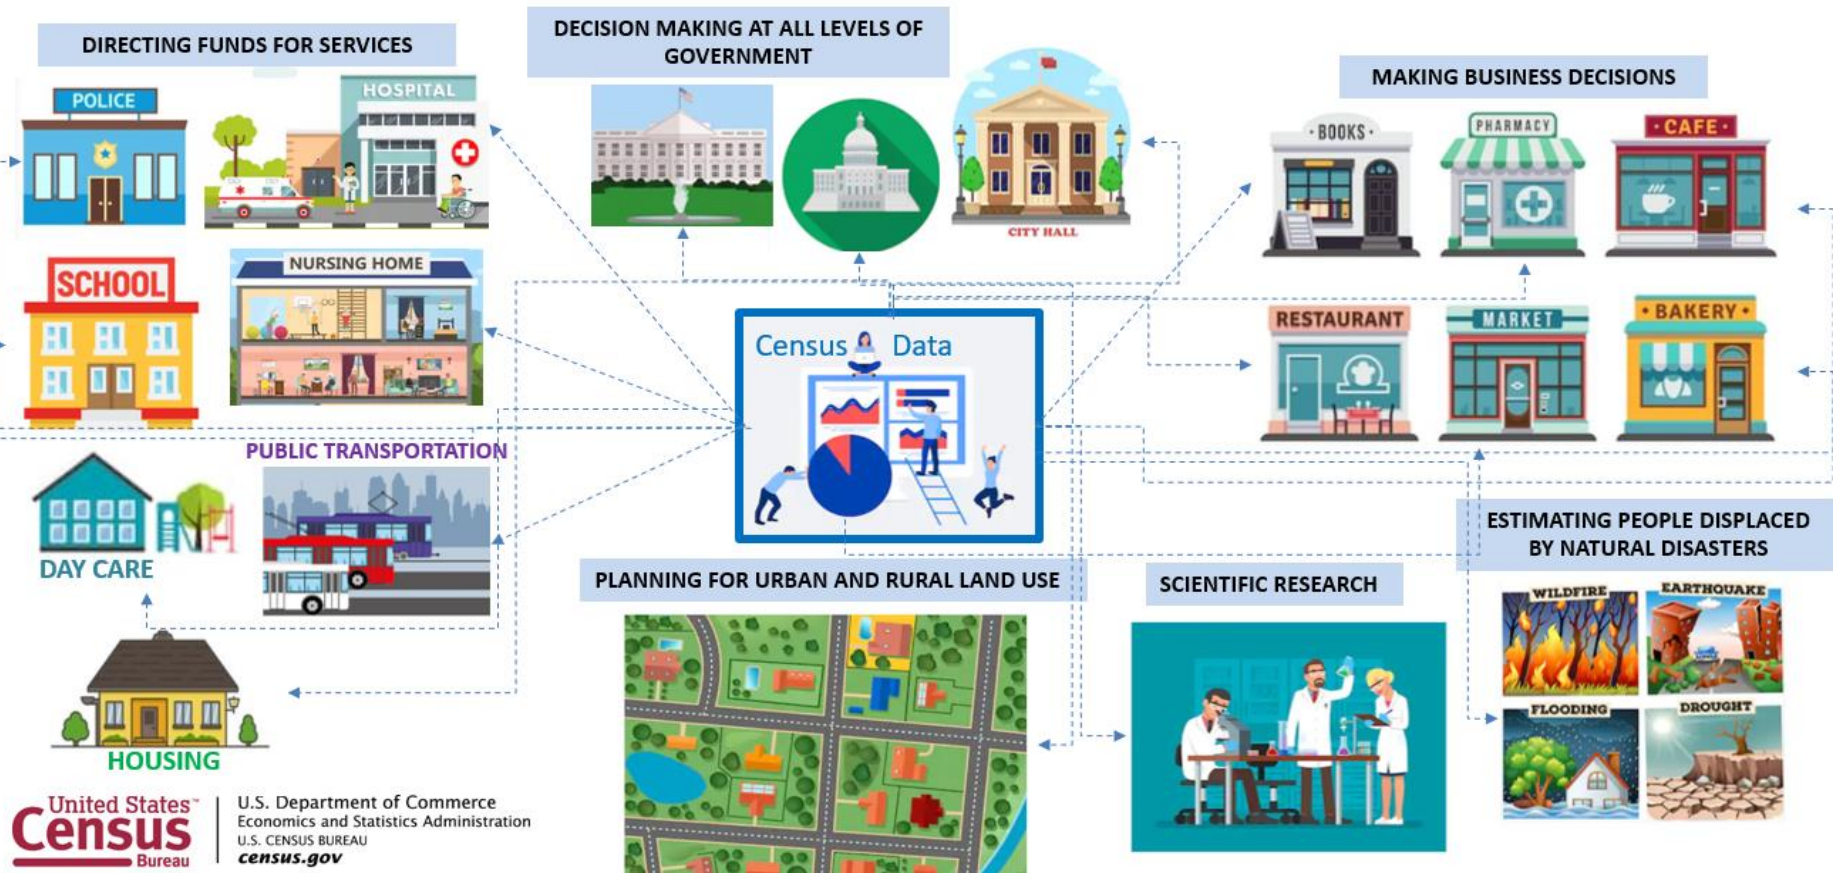 DIRECTING FUNDS FOR SERVICES
POLICE
HOSPITAL
SCHOOL
NURSING HOME
PUBLIC TRANSPORTATION
DAY CARE
HOUSING
DECISION MAKING AT ALL LEVELS OF
GOVERNMENT
CITY HALL
MAKING BUSINESS DECISIONS
BOOKS
PHARMACY
CAFE
RESTAURANT
MARKET
BAKERY
Census Data
PLANNING FOR URBAN AND RURAL LAND USE
SCIENTIFIC RESEARCH
ESTIMATING PEOPLE DISPLACED
BY NATURAL DISASTERS
WILDFIRE
EARTHQUAKE
FLOODING
DROUGHT
United States™
Census
Bureau
U.S. Department of Commerce
Economics and Statistics Administration
U.S. CENSUS BUREAU
census.gov